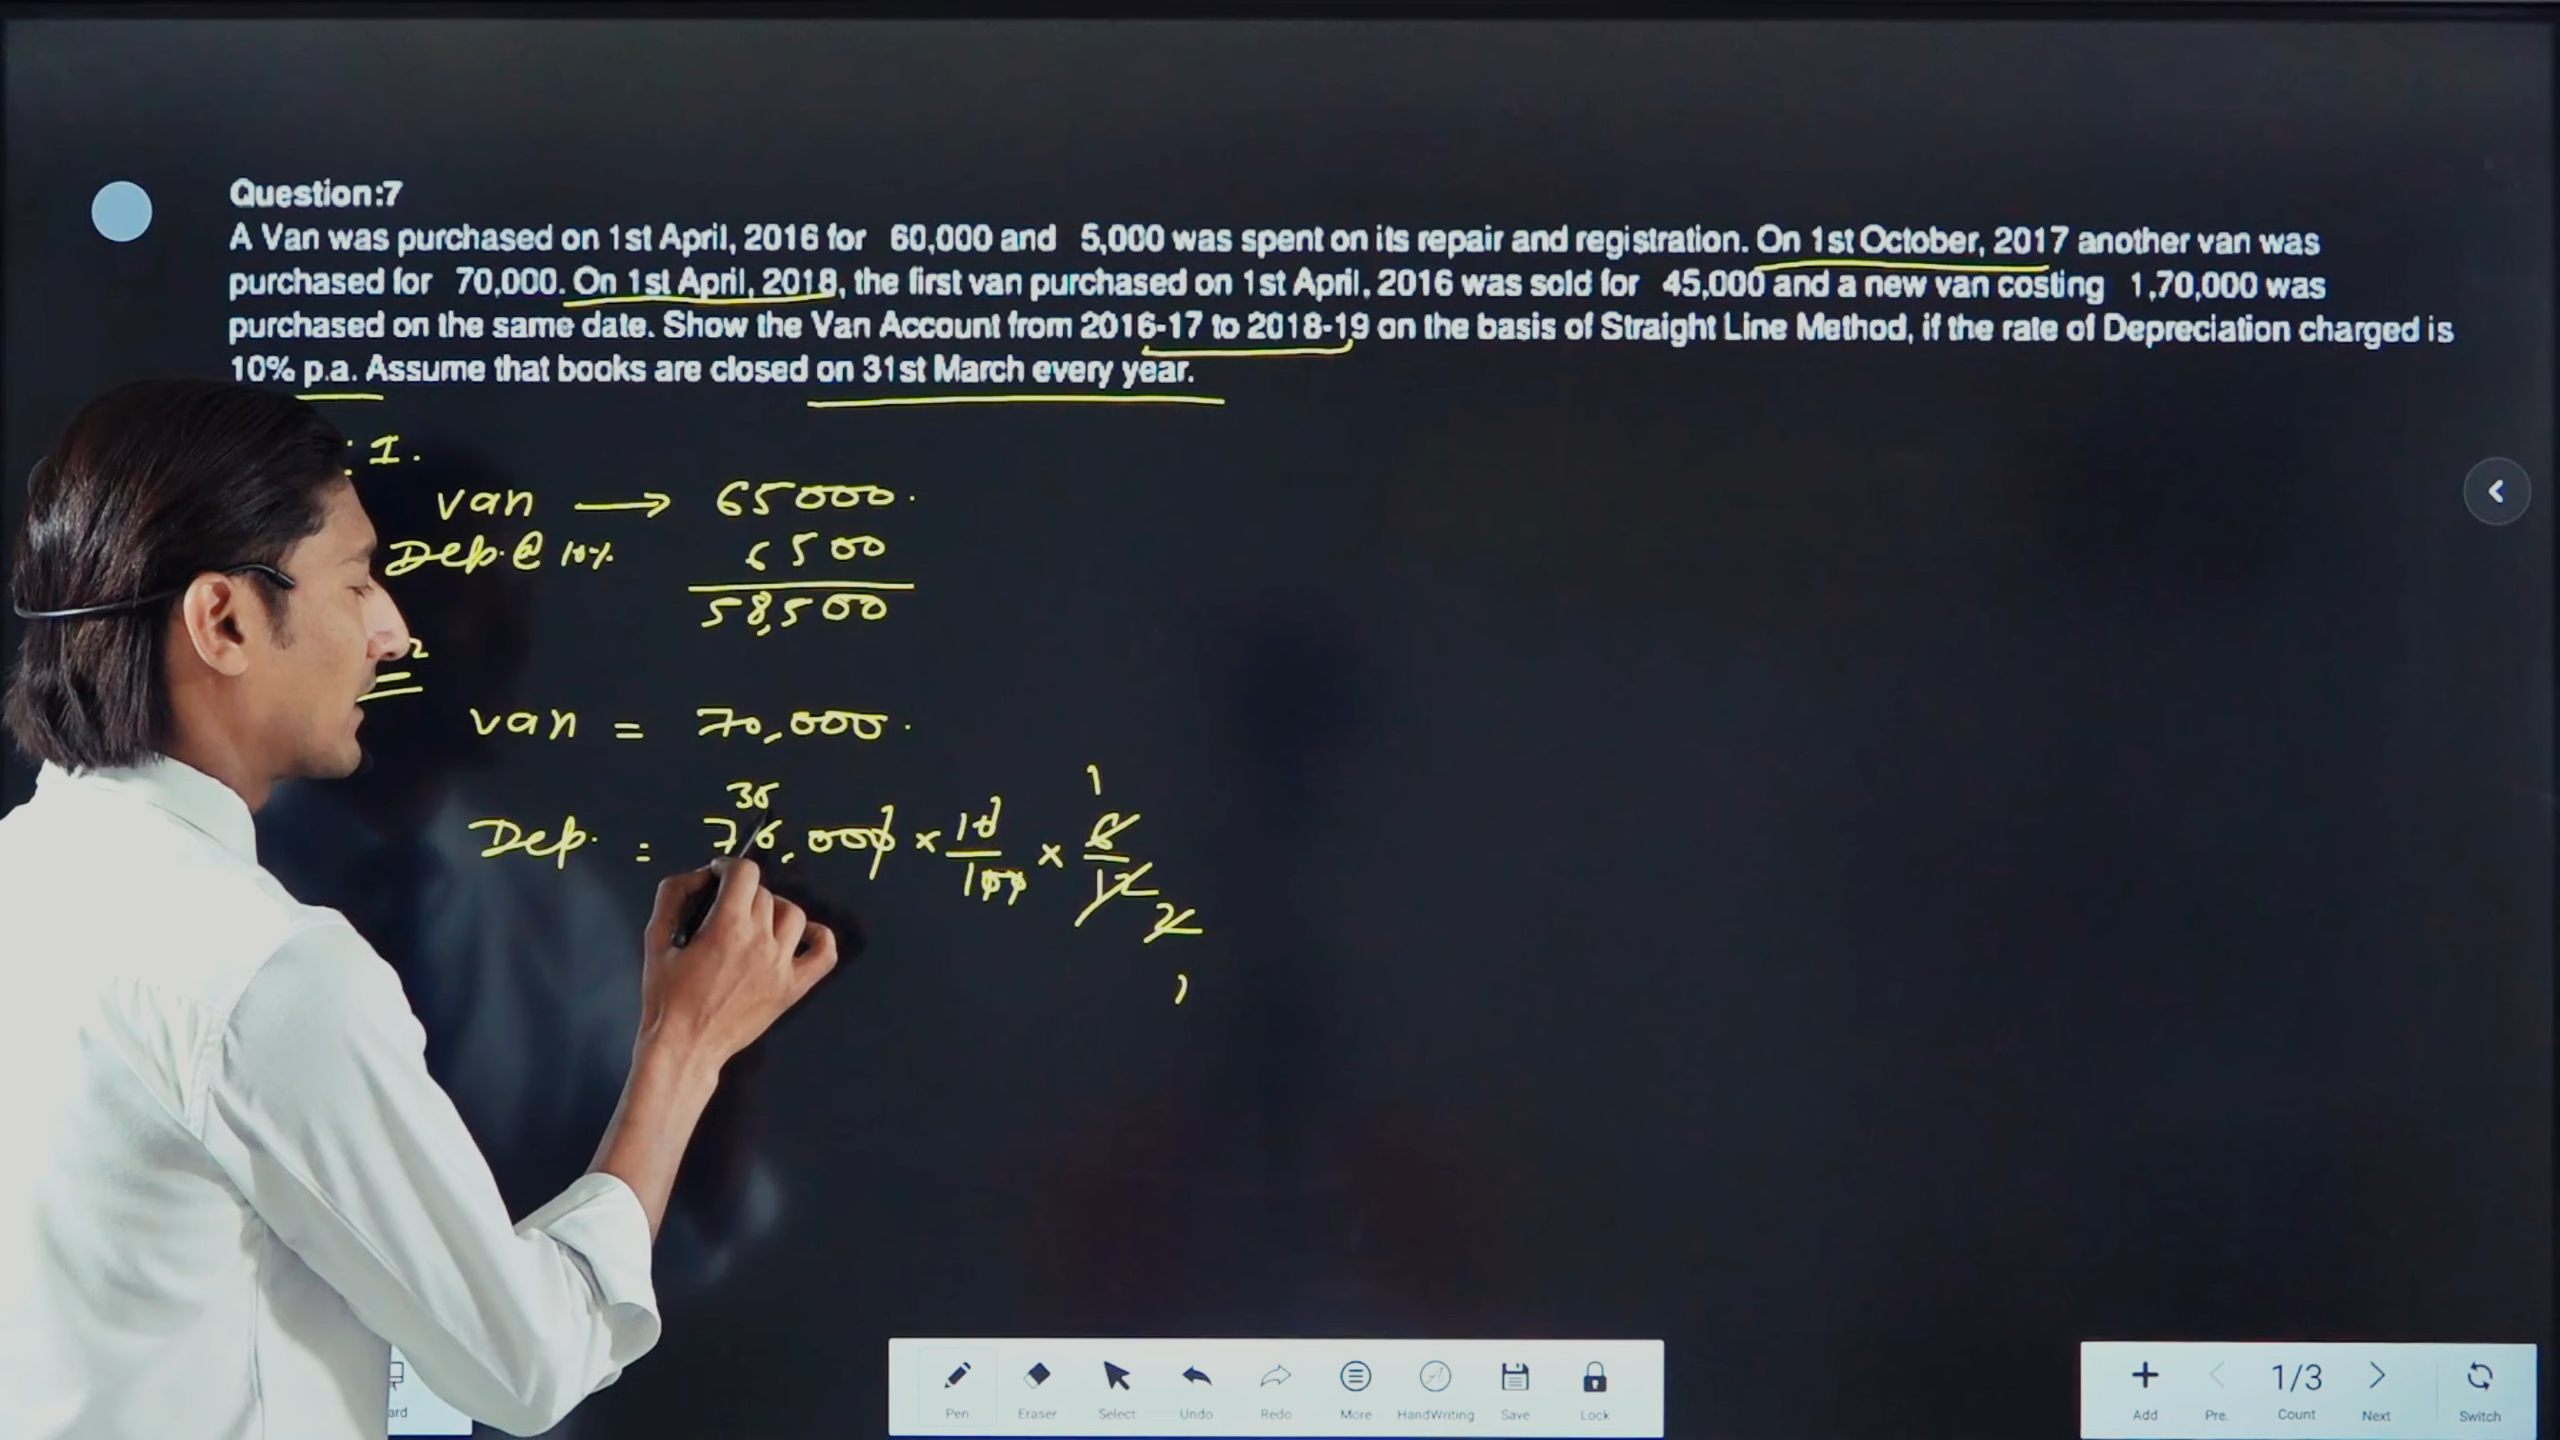 Question:7
A Van was purchased on 1st April, 2016 for 60,000 and 5,000 was spent on its repair and registration. On 1st October, 2017 another van was
purchased for 70,000. On 1st April, 2018, the first van purchased on 1st April, 2016 was sold for 45,000 and a new van costing 1,70,000 was
purchased on the same date. Show the Van Account from 2016-17 to 2018-19 on the basis of Straight Line Method, if the rate of Depreciation charged is
10% p.a. Assume that books are closed on 31st March every year.
: I.
van → 65000.
Dep. @ 10% 6500
58,500
2
van = 70,000.
35 1
Dep. = 70,000 × 10/100 × 6/12
2
1
Pen Eraser Select Undo Redo More HandWriting Save Lock
1/3
Add Pre. Count Next Switch